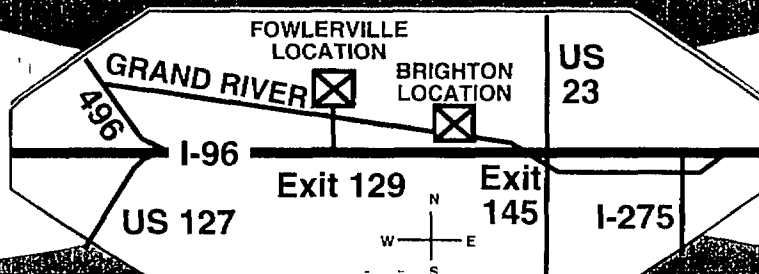 FOWLERVILLE
LOCATION
GRAND RIVER
BRIGHTON
LOCATION
US
23
496
I-96
Exit 129
Exit
145
I-275
US 127
N
W E
S